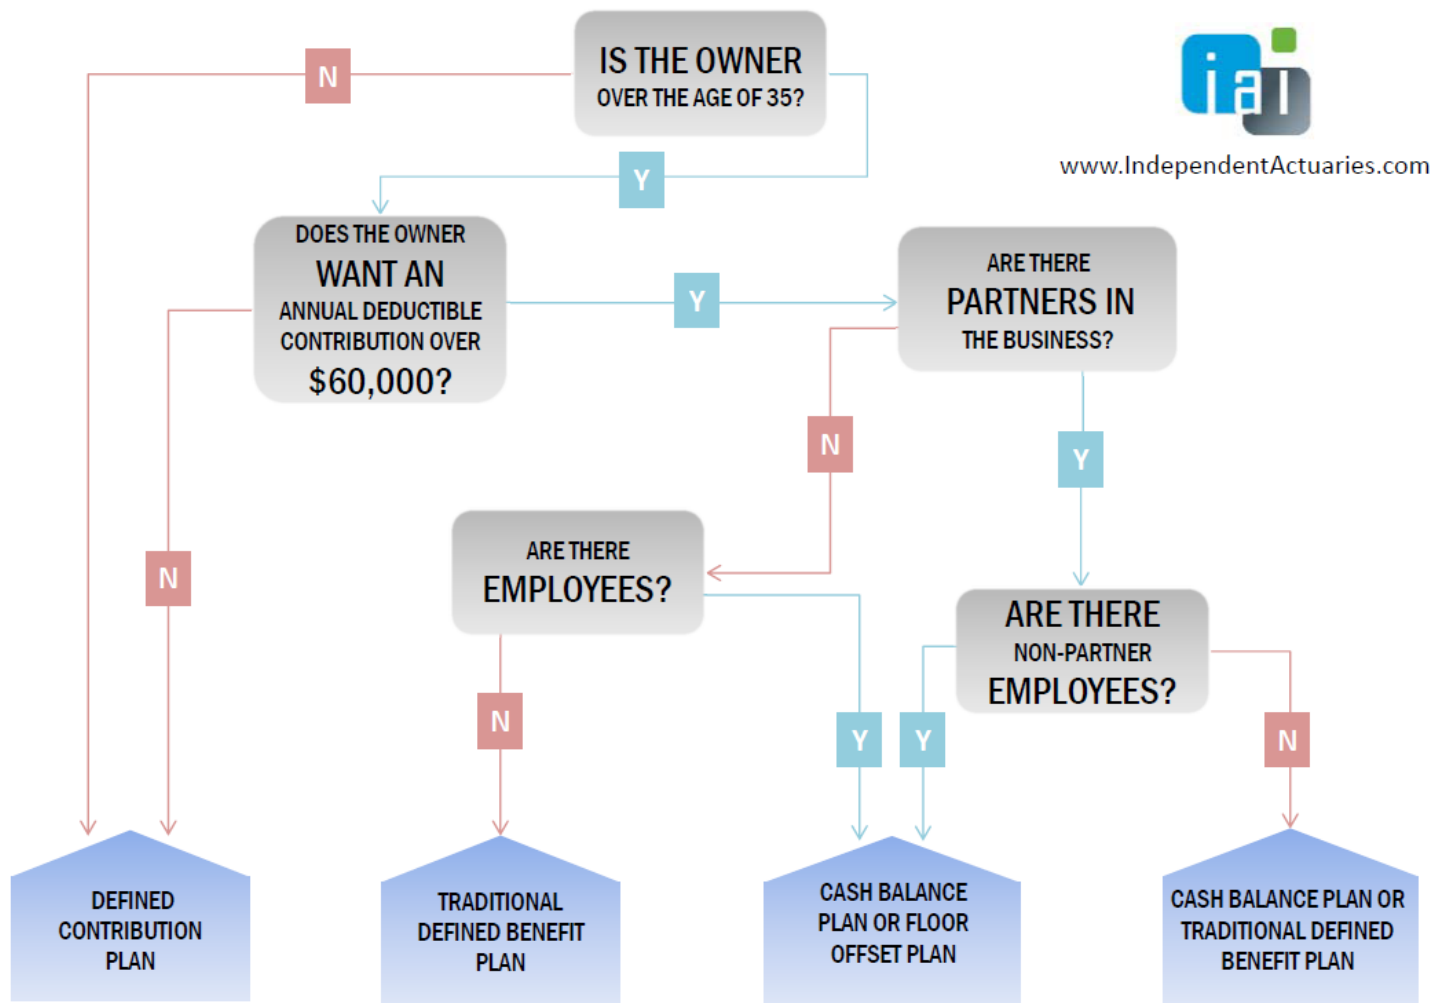 IS THE OWNER
OVER THE AGE OF 35?
N
iai
www.IndependentActuaries.com
Y
DOES THE OWNER
WANT AN
ANNUAL DEDUCTIBLE
CONTRIBUTION OVER
$60,000?
Y
ARE THERE
PARTNERS IN
THE BUSINESS?
N
Y
N
ARE THERE
EMPLOYEES?
ARE THERE
NON-PARTNER
EMPLOYEES?
N
Y
Y
N
DEFINED
CONTRIBUTION
PLAN
TRADITIONAL
DEFINED BENEFIT
PLAN
CASH BALANCE
PLAN OR FLOOR
OFFSET PLAN
CASH BALANCE PLAN OR
TRADITIONAL DEFINED
BENEFIT PLAN